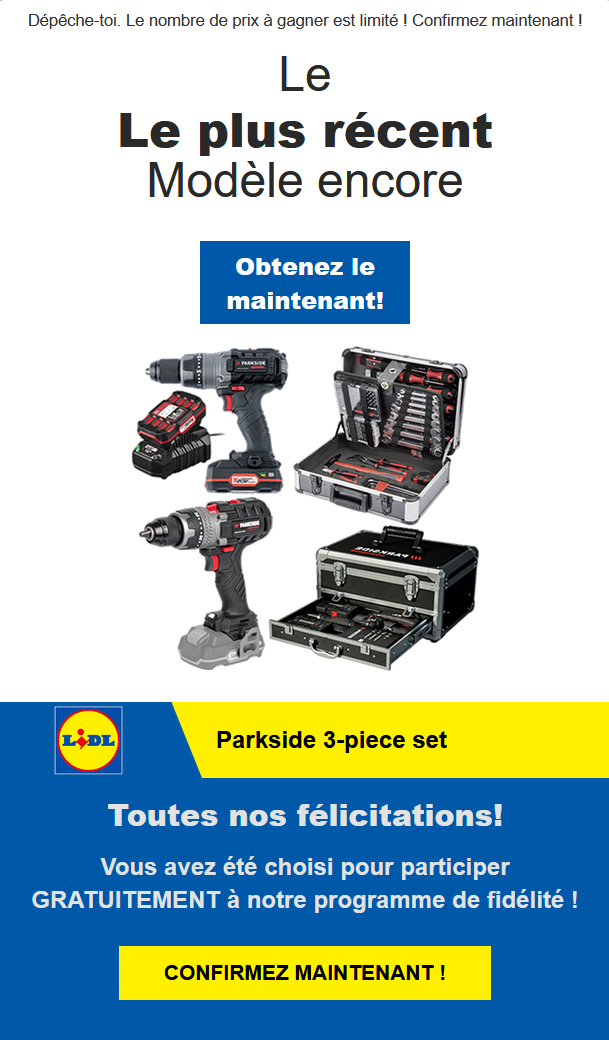 Dépêche-toi. Le nombre de prix à gagner est limité ! Confirmez maintenant !
Le
Le plus récent
Modèle encore
Obtenez le
maintenant!
PARKSIDE
PARKSIDE
PARKSIDE
LIDL
Parkside 3-piece set
Toutes nos félicitations!
Vous avez été choisi pour participer
GRATUITEMENT à notre programme de fidélité !
CONFIRMEZ MAINTENANT !